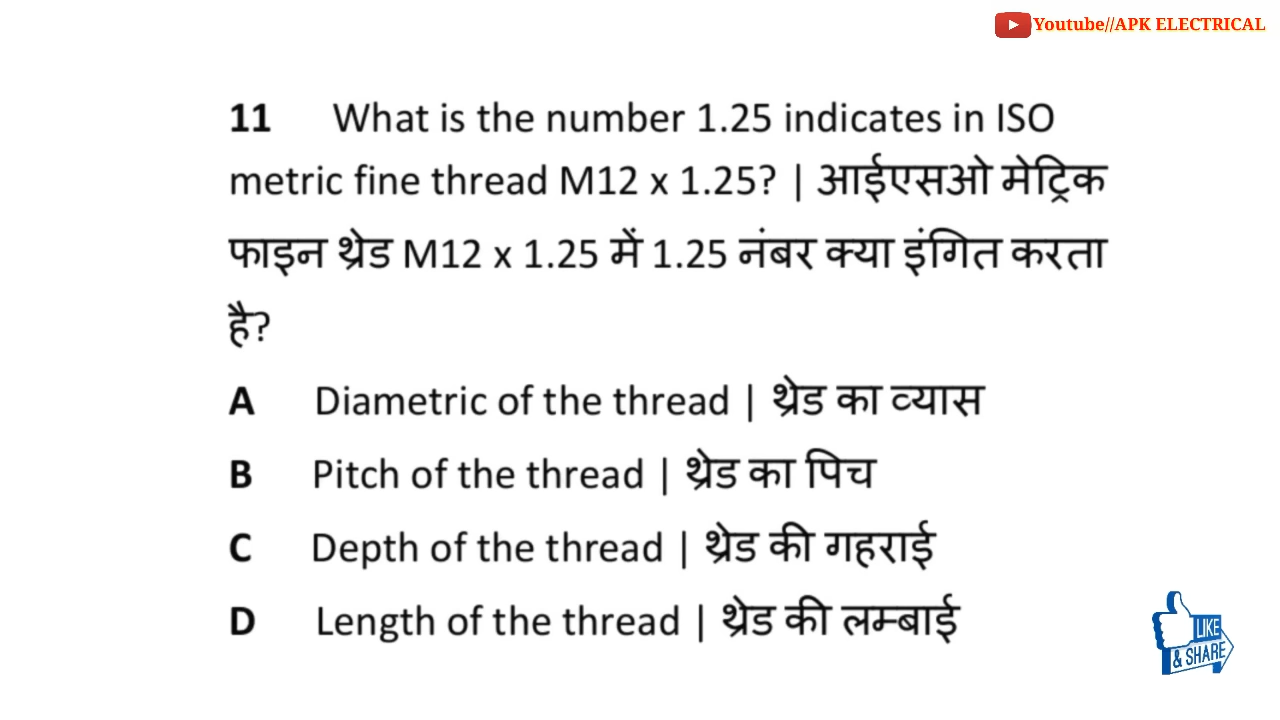 Youtube//APK ELECTRICAL
11 What is the number 1.25 indicates in ISO
metric fine thread M12 x 1.25? | आईएसओ मेट्रिक
फाइन थ्रेड M12 x 1.25 में 1.25 नंबर क्या इंगित करता
है?
A Diametric of the thread | थ्रेड का व्यास
B Pitch of the thread | थ्रेड का पिच
C Depth of the thread | थ्रेड की गहराई
D Length of the thread | थ्रेड की लम्बाई
LIKE
& SHARE